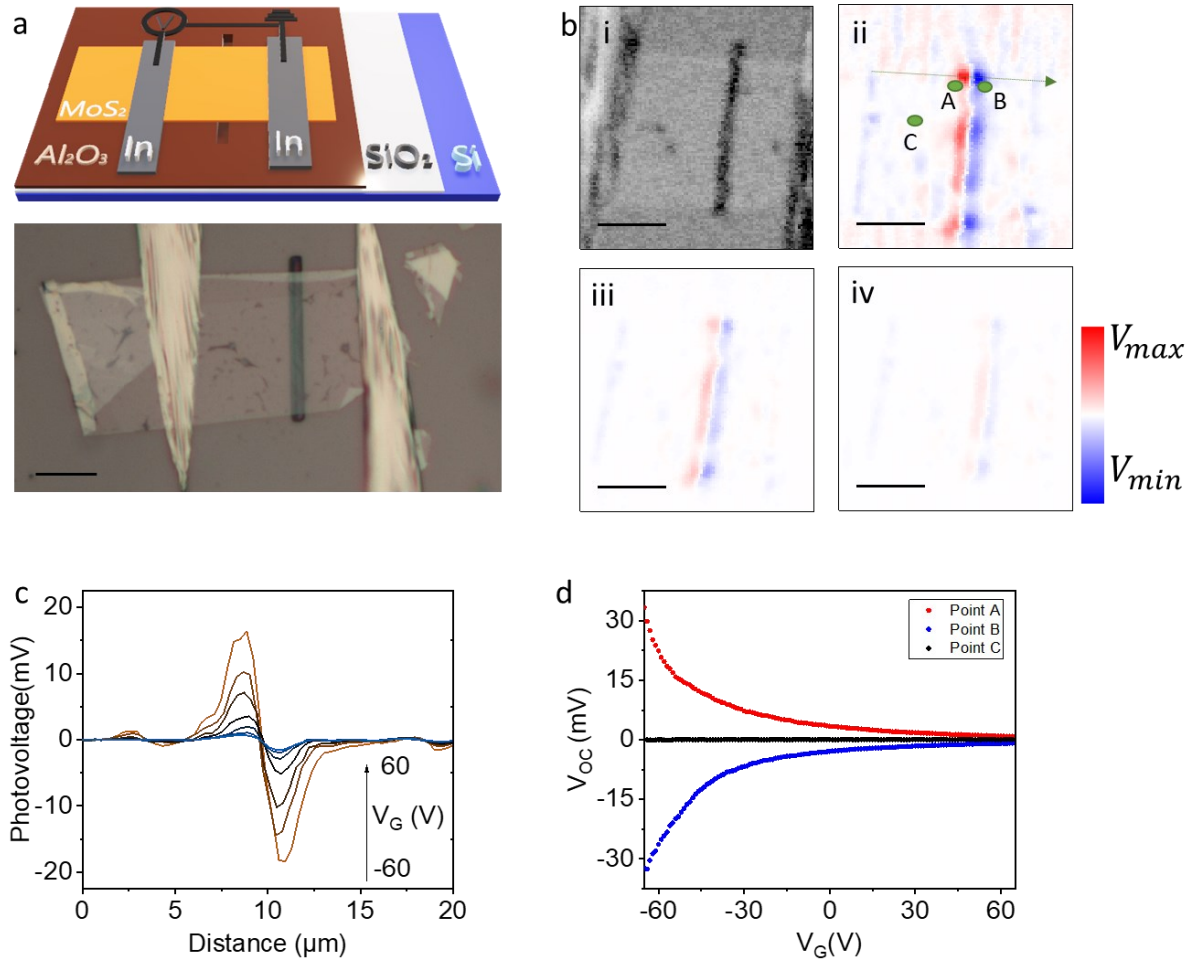 a
V
MoS₂
In
In
Al₂O₃
SiO₂
Si
b
i
ii
A
B
C
iii
iv
Vmax
Vmin
c
Photovoltage(mV)
20
10
0
-10
-20
60
V_G (V)
-60
0
5
10
15
20
Distance (µm)
d
V_OC (mV)
30
15
0
-15
-30
Point A
Point B
Point C
-60
-30
0
30
60
V_G(V)